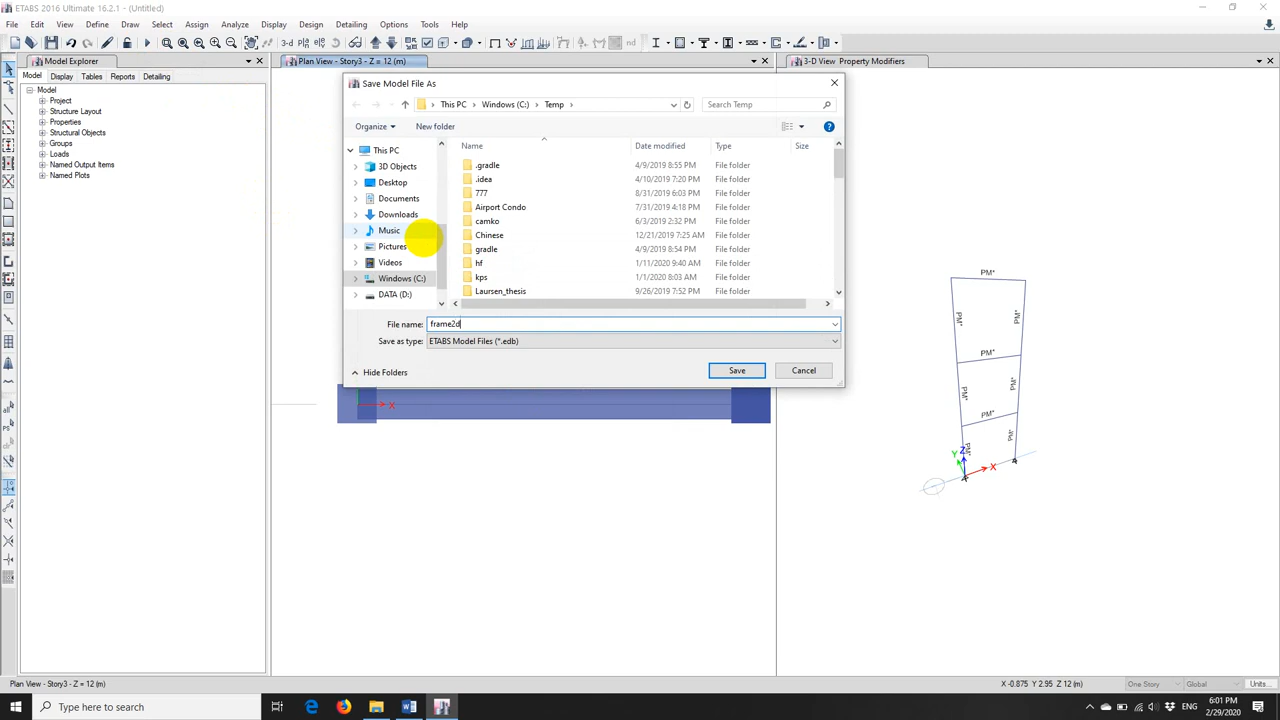 ETABS 2016 Ultimate 16.2.1 - (Untitled)
File Edit View Define Draw Select Assign Analyze Display Design Detailing Options Tools Help
3-d
nd
Model Explorer
Plan View - Story3 - Z = 12 (m)
3-D View Property Modifiers
Model Display Tables Reports Detailing
Model
Project
Structure Layout
Properties
Structural Objects
Groups
Loads
Named Output Items
Named Plots
Save Model File As
This PC Windows (C:) Temp
Search Temp
Organize
New folder
This PC
3D Objects
Desktop
Documents
Downloads
Music
Pictures
Videos
Windows (C:)
DATA (D:)
Name Date modified Type Size
.gradle 4/9/2019 8:55 PM File folder
.idea 4/10/2019 7:20 PM File folder
777 8/31/2019 6:03 PM File folder
Airport Condo 7/31/2019 4:18 PM File folder
camko 6/3/2019 2:32 PM File folder
Chinese 12/21/2019 7:25 AM File folder
gradle 4/9/2019 8:54 PM File folder
hf 1/11/2020 9:40 AM File folder
kps 1/1/2020 8:03 AM File folder
Laursen_thesis 9/26/2019 7:52 PM File folder
File name: frame2d
Save as type: ETABS Model Files (*.edb)
Hide Folders
Save
Cancel
X
PM*
PM*
PM*
PM*
PM*
PM*
PM*
PM*
PM*
Y
Z
X
all
PS
clr
Plan View - Story3 - Z = 12 (m)
X -0.875 Y 2.95 Z 12 (m)
One Story
Global
Units...
Type here to search
ENG
6:01 PM
2/29/2020